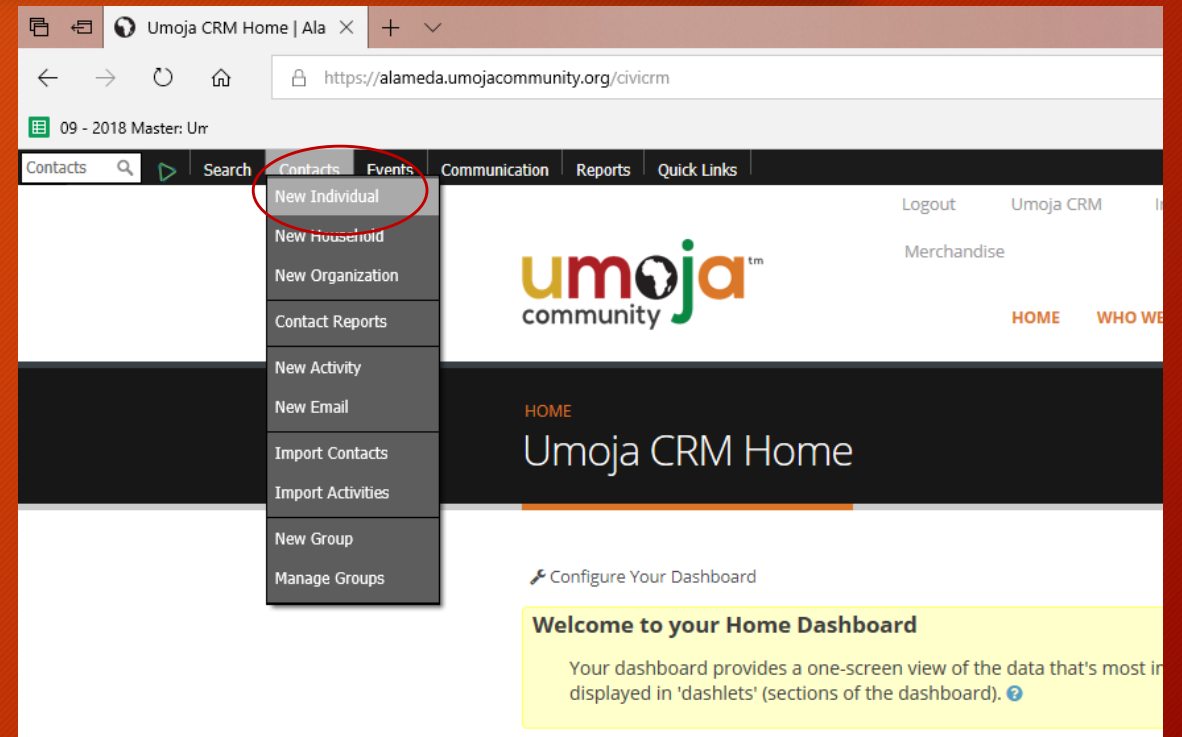 Umoja CRM Home | Ala
https://alameda.umojacommunity.org/civicrm
09 - 2018 Master: Um
Contacts Search Contacts Events Communication Reports Quick Links
New Individual
New Household
New Organization
Contact Reports
New Activity
New Email
Import Contacts
Import Activities
New Group
Manage Groups
Logout Umoja CRM
Merchandise
umoja tm
community
HOME WHO WE
HOME
Umoja CRM Home
Configure Your Dashboard
Welcome to your Home Dashboard
Your dashboard provides a one-screen view of the data that's most
displayed in 'dashlets' (sections of the dashboard).